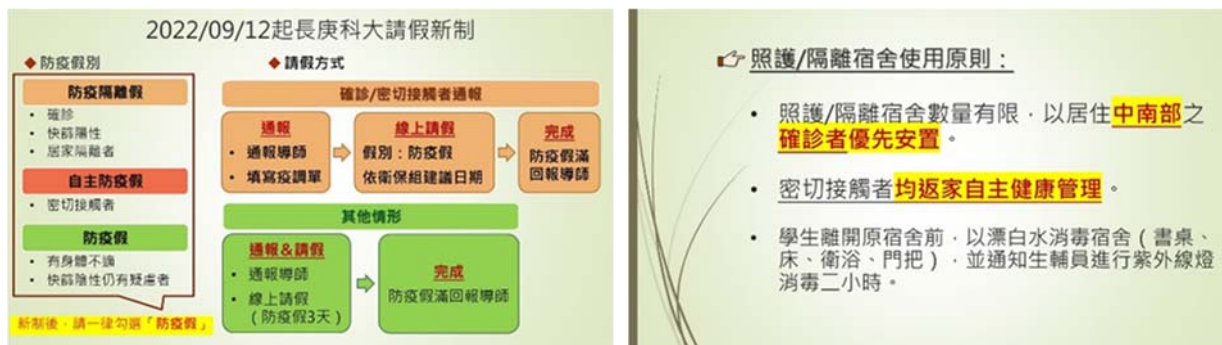 2022/09/12起長庚科大請假新制
◆ 防疫假別
防疫隔離假
• 確診
• 快篩陽性
• 居家隔離者
自主防疫假
• 密切接觸者
防疫假
• 有身體不適
• 快篩陰性仍有疑慮者
新制後，請一律勾選「防疫假」
◆ 請假方式
確診/密切接觸者通報
通報
• 通報導師
• 填寫疫調單
線上請假
假別：防疫假
依衛保組建議日期
完成
防疫假滿
回報導師
其他情形
通報&請假
• 通報導師
• 線上請假
（防疫假3天）
完成
防疫假滿回報導師
照護/隔離宿舍使用原則：
• 照護/隔離宿舍數量有限，以居住中南部之
確診者優先安置。
• 密切接觸者均返家自主健康管理。
• 學生離開原宿舍前，以漂白水消毒宿舍（書桌、
床、衛浴、門把），並通知生輔員進行紫外線燈
消毒二小時。